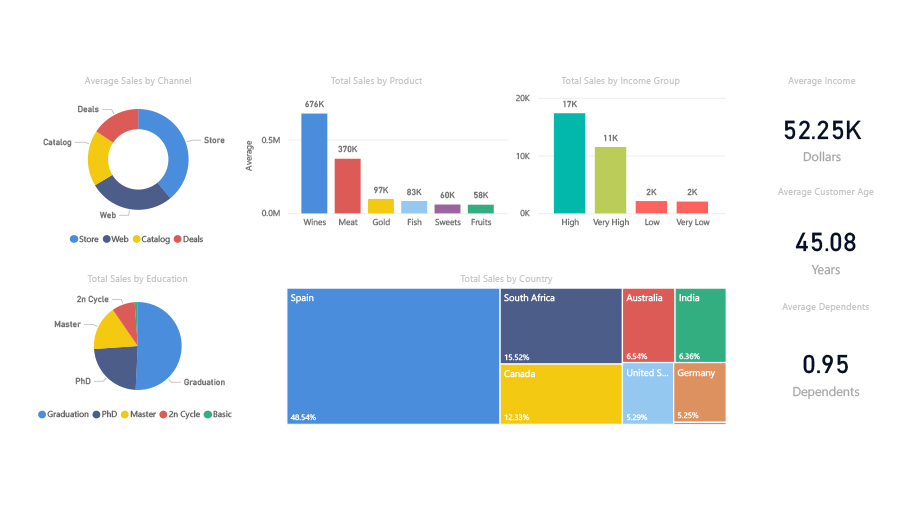 Average Sales by Channel
Deals
Catalog
Store
Web
Store Web Catalog Deals
Total Sales by Product
Average
0.5M
0.0M
676K
370K
97K
83K
60K
58K
Wines Meat Gold Fish Sweets Fruits
Total Sales by Income Group
20K
10K
0K
17K
11K
2K
2K
High Very High Low Very Low
Average Income
52.25K
Dollars
Average Customer Age
45.08
Years
Average Dependents
0.95
Dependents
Total Sales by Education
2n Cycle
Master
PhD
Graduation
Graduation PhD Master 2n Cycle Basic
Total Sales by Country
Spain
48.54%
South Africa
15.52%
Canada
12.33%
Australia
6.54%
India
6.36%
United S...
5.29%
Germany
5.25%